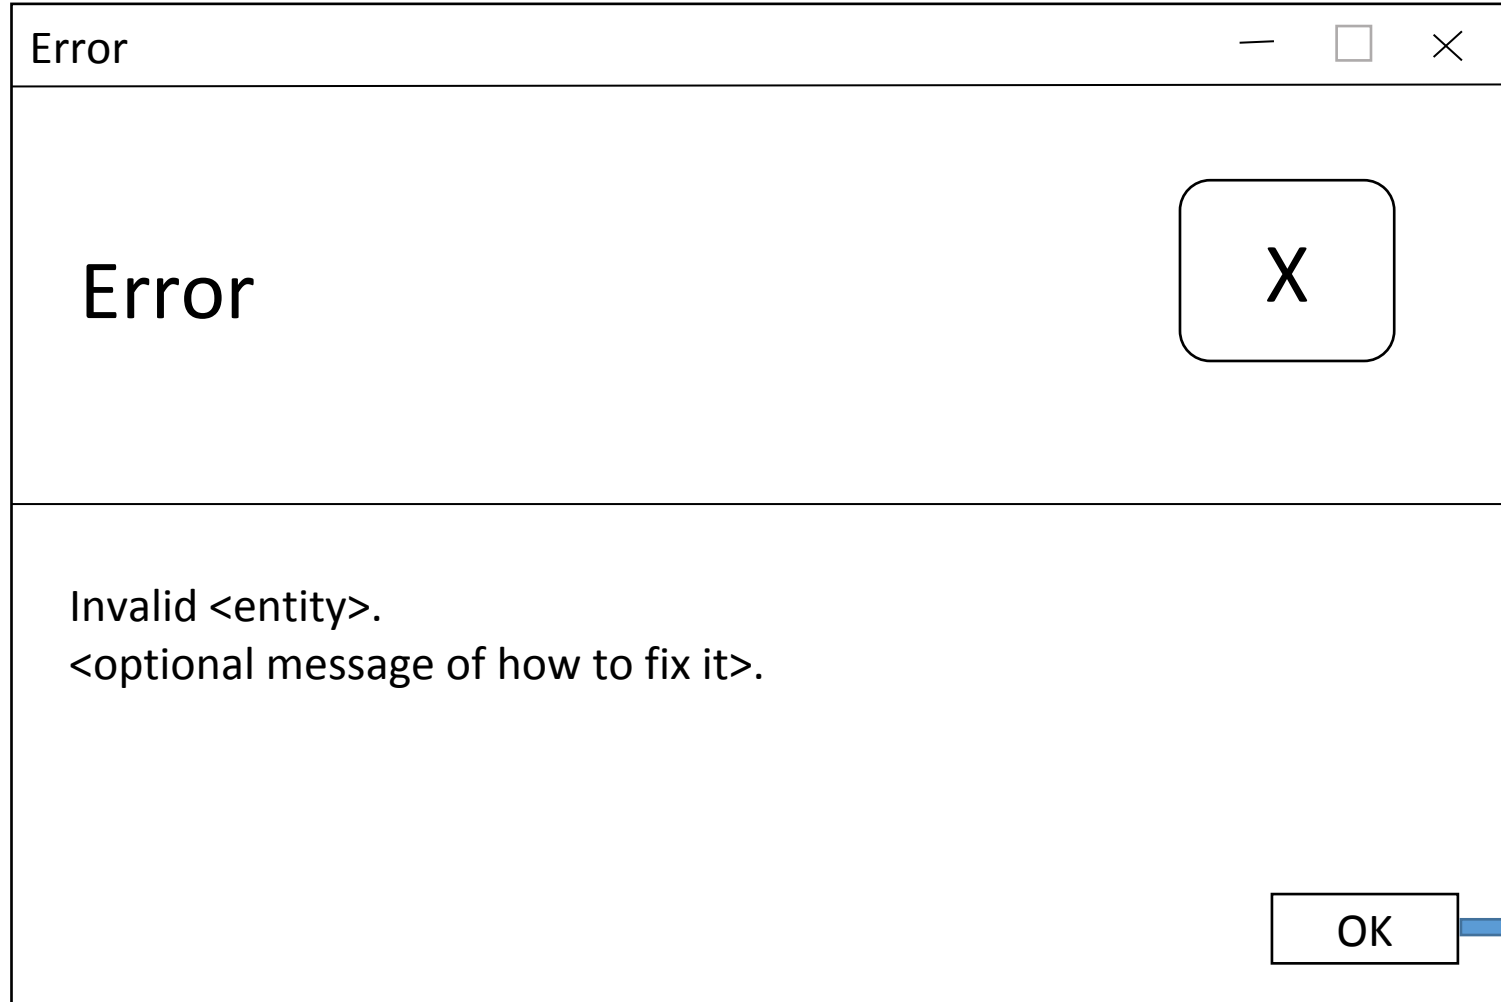 Error
Error
X
Invalid <entity>.
<optional message of how to fix it>.
OK